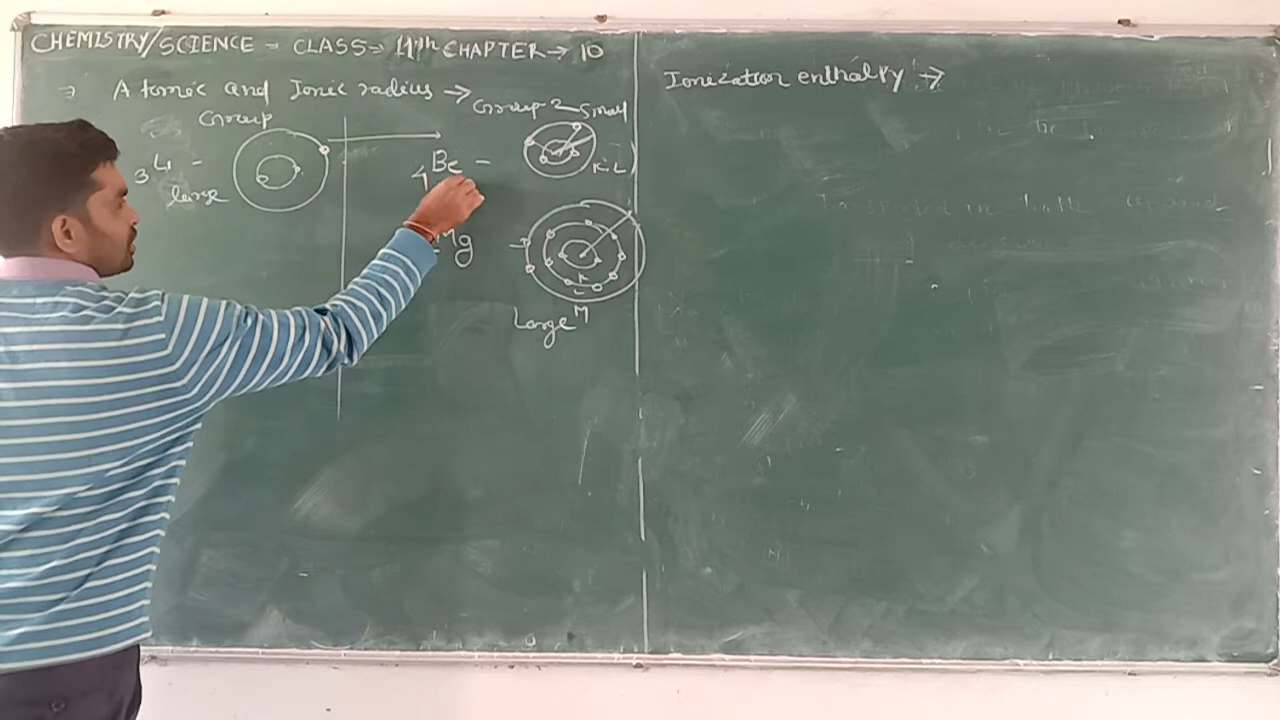 CHEMISTRY/SCIENCE = CLASS → 11th CHAPTER → 10
⇒ Atomic and Ionic radius →
Group
Group-2 Small
3Li -
large
4Be -
K L
Mg
K
L
M
Large
Ionization enthalpy →